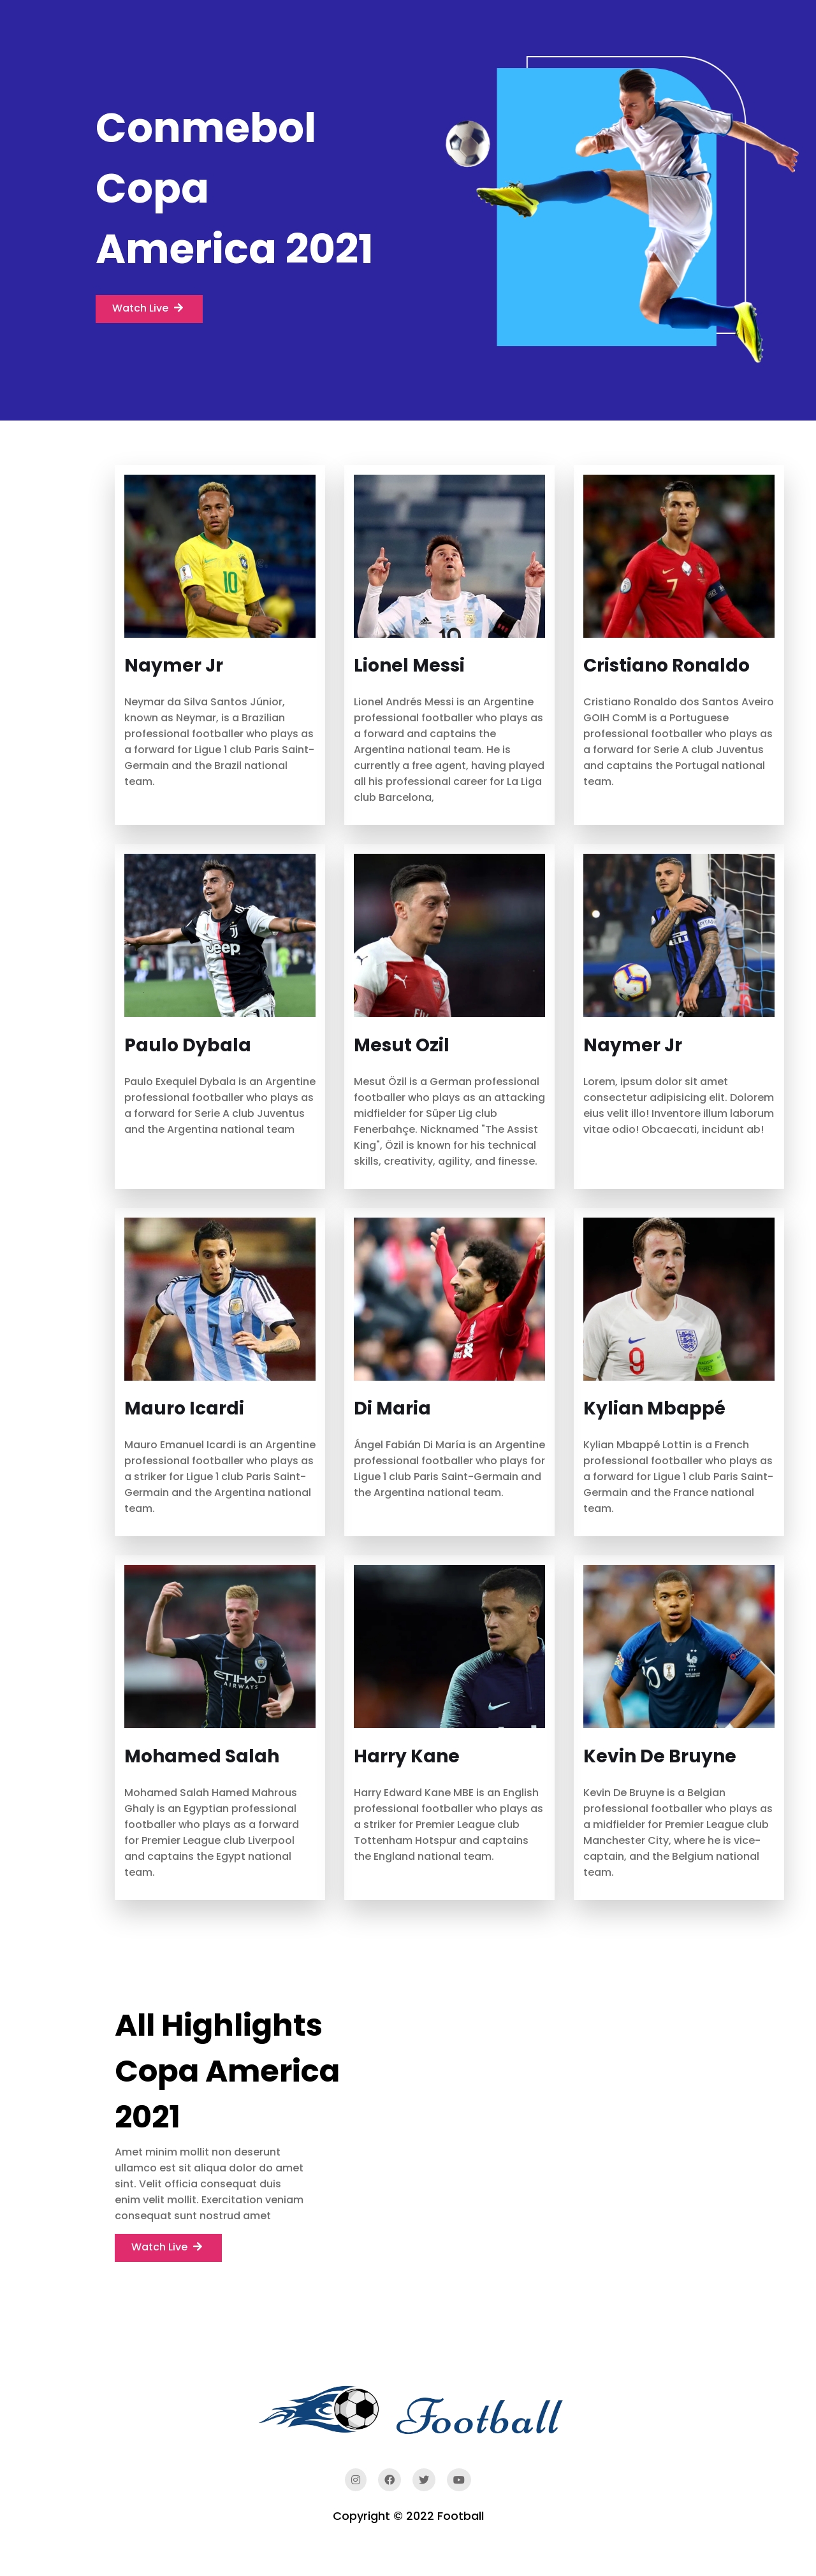 Conmebol
Copa
America 2021
Watch Live
10
10
7
Naymer Jr
Neymar da Silva Santos Júnior,
known as Neymar, is a Brazilian
professional footballer who plays as
a forward for Ligue 1 club Paris Saint-
Germain and the Brazil national
team.
Lionel Messi
Lionel Andrés Messi is an Argentine
professional footballer who plays as
a forward and captains the
Argentina national team. He is
currently a free agent, having played
all his professional career for La Liga
club Barcelona,
Cristiano Ronaldo
Cristiano Ronaldo dos Santos Aveiro
GOIH ComM is a Portuguese
professional footballer who plays as
a forward for Serie A club Juventus
and captains the Portugal national
team.
Jeep
Paulo Dybala
Paulo Exequiel Dybala is an Argentine
professional footballer who plays as
a forward for Serie A club Juventus
and the Argentina national team
Mesut Ozil
Mesut Özil is a German professional
footballer who plays as an attacking
midfielder for Süper Lig club
Fenerbahçe. Nicknamed "The Assist
King", Özil is known for his technical
skills, creativity, agility, and finesse.
Naymer Jr
Lorem, ipsum dolor sit amet
consectetur adipisicing elit. Dolorem
eius velit illo! Inventore illum laborum
vitae odio! Obcaecati, incidunt ab!
7
9
Mauro Icardi
Mauro Emanuel Icardi is an Argentine
professional footballer who plays as
a striker for Ligue 1 club Paris Saint-
Germain and the Argentina national
team.
Di Maria
Ángel Fabián Di María is an Argentine
professional footballer who plays for
Ligue 1 club Paris Saint-Germain and
the Argentina national team.
Kylian Mbappé
Kylian Mbappé Lottin is a French
professional footballer who plays as
a forward for Ligue 1 club Paris Saint-
Germain and the France national
team.
ETIHAD
AIRWAYS
10
Mohamed Salah
Mohamed Salah Hamed Mahrous
Ghaly is an Egyptian professional
footballer who plays as a forward
for Premier League club Liverpool
and captains the Egypt national
team.
Harry Kane
Harry Edward Kane MBE is an English
professional footballer who plays as
a striker for Premier League club
Tottenham Hotspur and captains
the England national team.
Kevin De Bruyne
Kevin De Bruyne is a Belgian
professional footballer who plays as
a midfielder for Premier League club
Manchester City, where he is vice-
captain, and the Belgium national
team.
All Highlights
Copa America
2021
Amet minim mollit non deserunt
ullamco est sit aliqua dolor do amet
sint. Velit officia consequat duis
enim velit mollit. Exercitation veniam
consequat sunt nostrud amet
Watch Live
Football
Copyright © 2022 Football